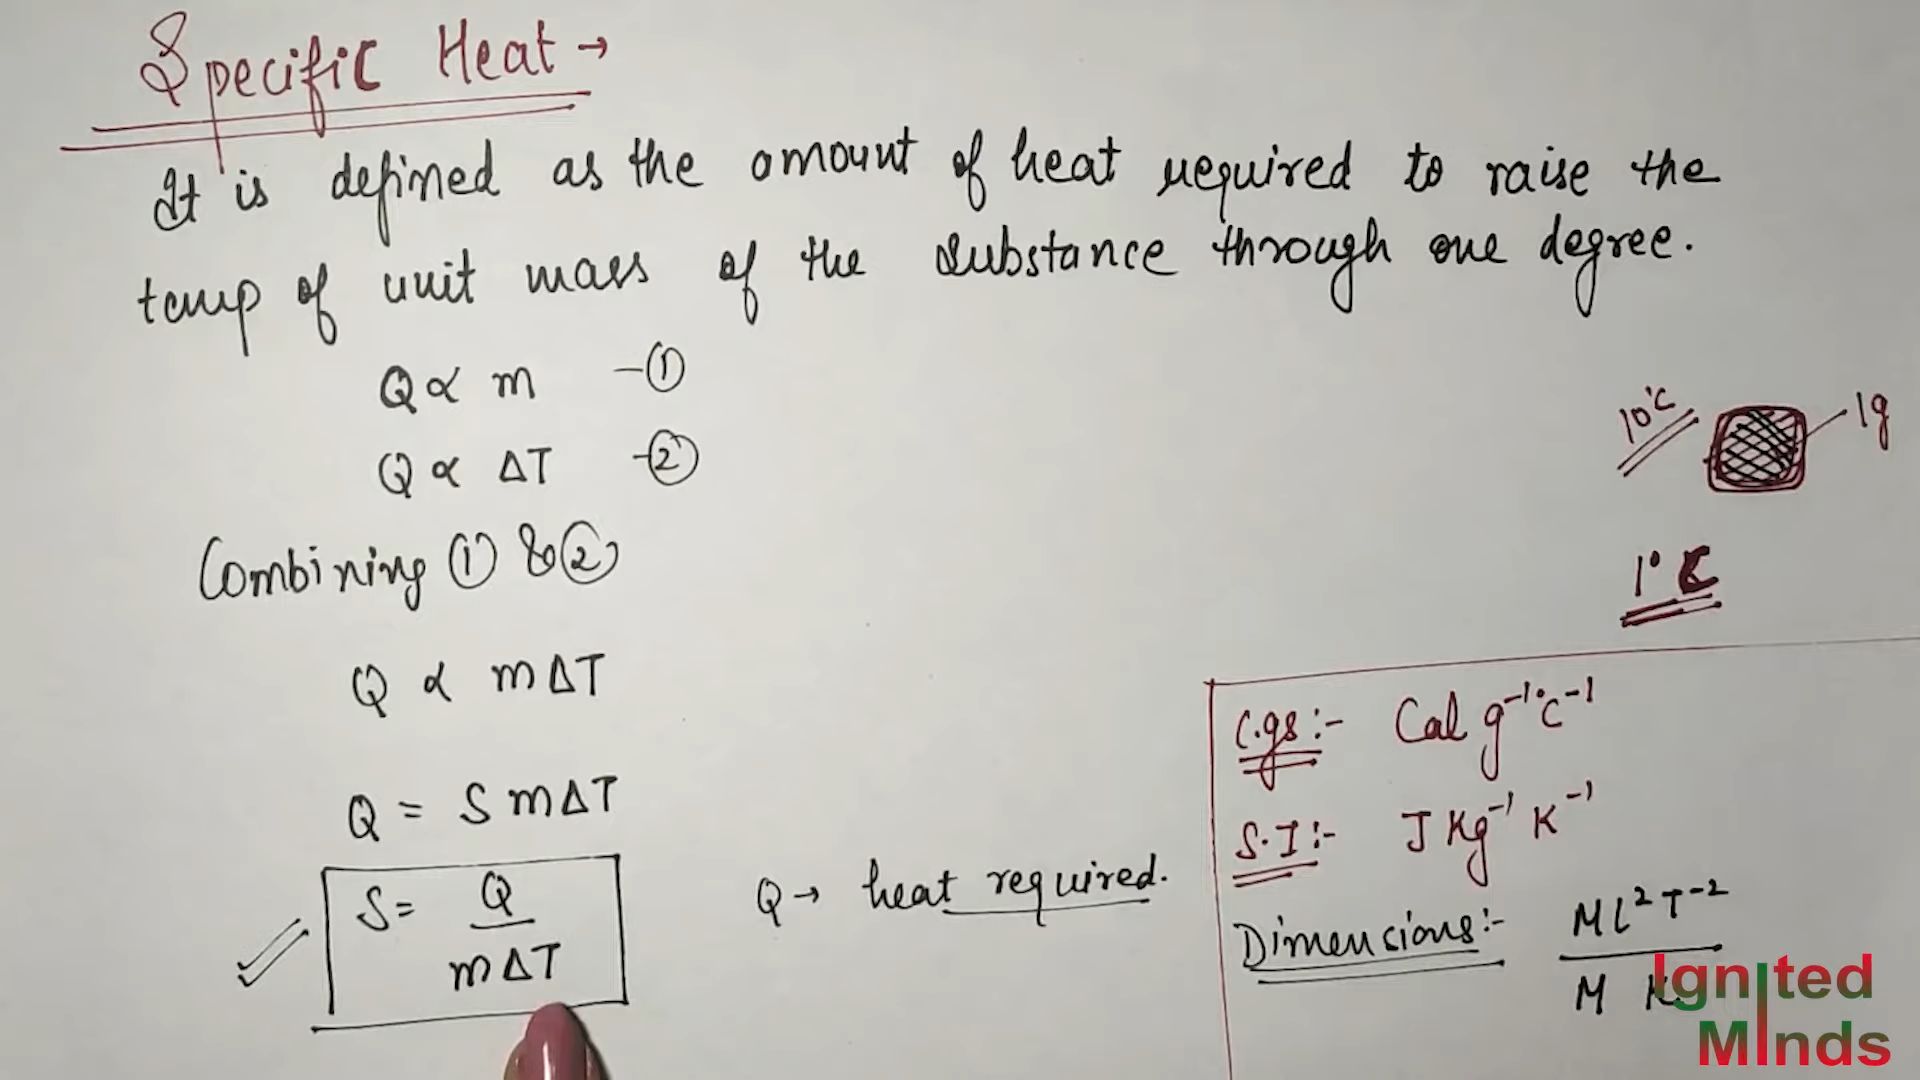 Specific Heat →
It is defined as the amount of heat required to raise the
temp of unit mass of the substance through one degree.
Q ∝ m -①
Q ∝ ΔT -②
Combining ① & ②
Q ∝ mΔT
Q = S mΔT
S = Q / mΔT
Q → heat required.
10°C
1g
1°C
C.gs:- Cal g⁻¹°C⁻¹
S.I:- J Kg⁻¹ K⁻¹
Dimensions:- ML²T⁻² / M K
Ignited
Minds